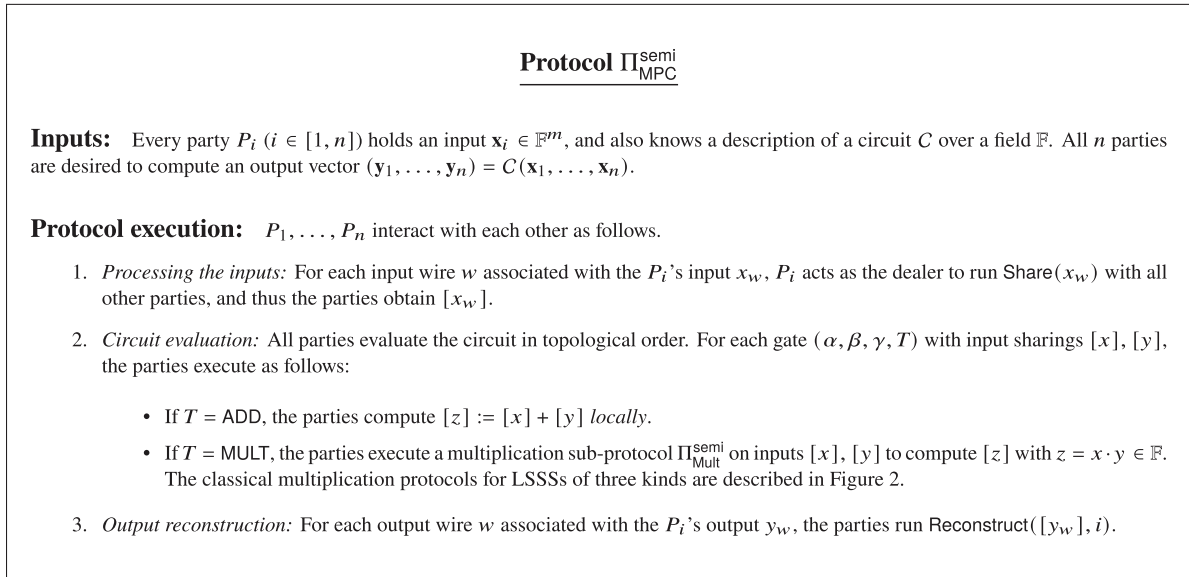 Protocol Π^semi_MPC
Inputs: Every party P_i (i ∈ [1, n]) holds an input x_i ∈ F^m, and also knows a description of a circuit C over a field F. All n parties
are desired to compute an output vector (y_1, . . . , y_n) = C(x_1, . . . , x_n).
Protocol execution: P_1, . . . , P_n interact with each other as follows.
1. Processing the inputs: For each input wire w associated with the P_i's input x_w, P_i acts as the dealer to run Share(x_w) with all
other parties, and thus the parties obtain [x_w].
2. Circuit evaluation: All parties evaluate the circuit in topological order. For each gate (α, β, γ, T) with input sharings [x], [y],
the parties execute as follows:
• If T = ADD, the parties compute [z] := [x] + [y] locally.
• If T = MULT, the parties execute a multiplication sub-protocol Π^semi_Mult on inputs [x], [y] to compute [z] with z = x · y ∈ F.
The classical multiplication protocols for LSSSs of three kinds are described in Figure 2.
3. Output reconstruction: For each output wire w associated with the P_i's output y_w, the parties run Reconstruct([y_w], i).